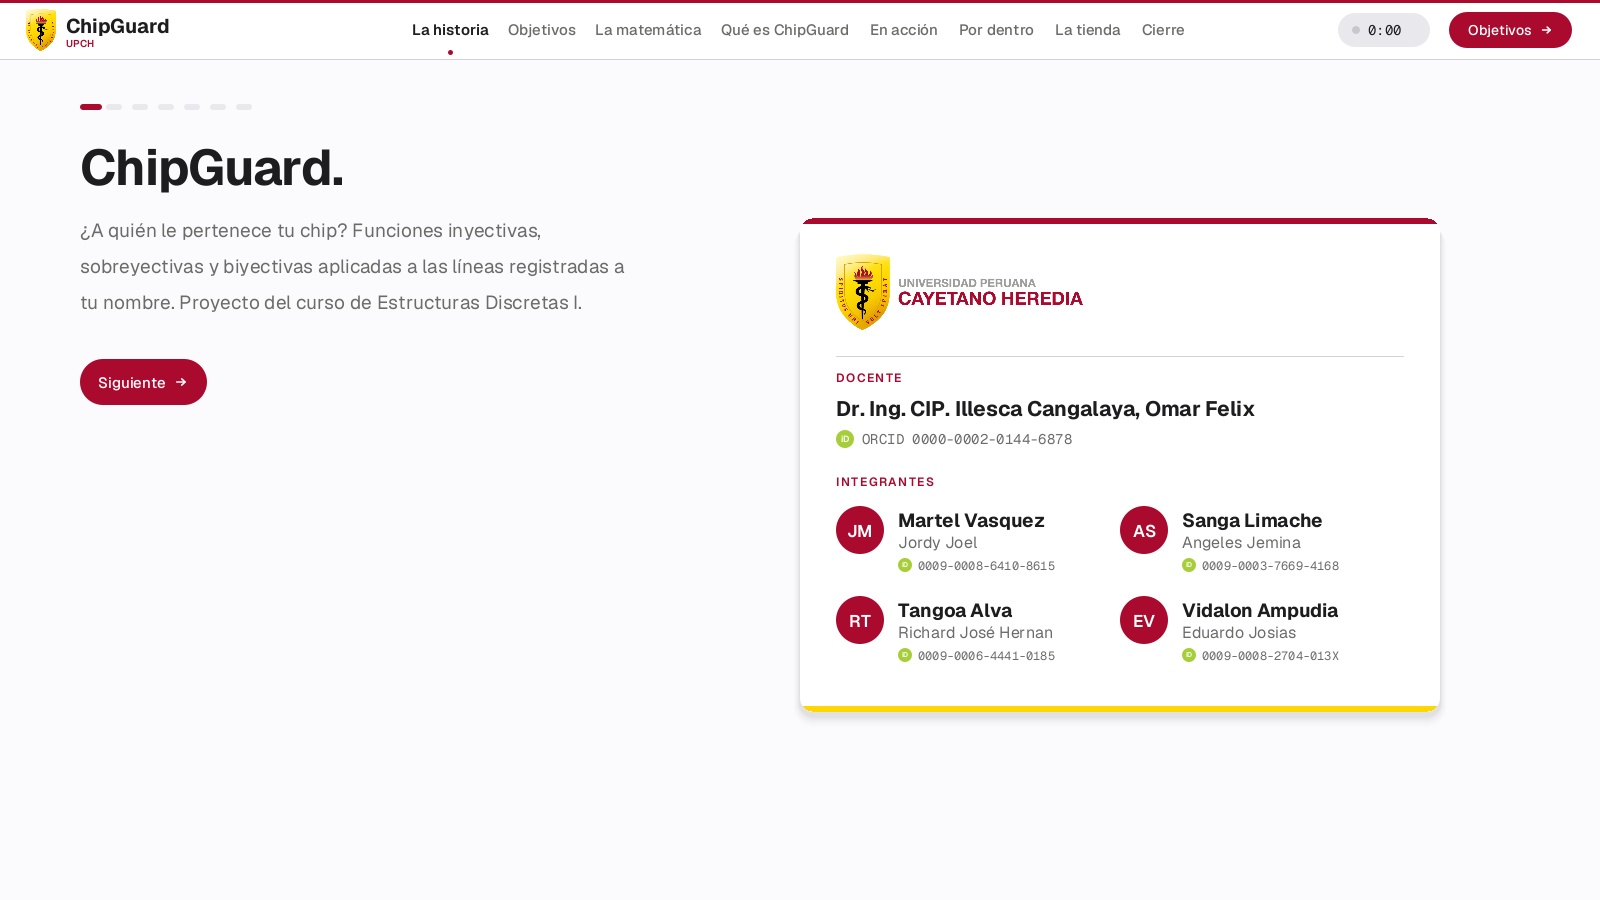 ChipGuard
UPCH
La historia
Objetivos
La matemática
Qué es ChipGuard
En acción
Por dentro
La tienda
Cierre
0:00
Objetivos →
ChipGuard.
¿A quién le pertenece tu chip? Funciones inyectivas,
sobreyectivas y biyectivas aplicadas a las líneas registradas a
tu nombre. Proyecto del curso de Estructuras Discretas I.
Siguiente →
UNIVERSIDAD PERUANA
CAYETANO HEREDIA
DOCENTE
Dr. Ing. CIP. Illesca Cangalaya, Omar Felix
iD ORCID 0000-0002-0144-6878
INTEGRANTES
JM
Martel Vasquez
Jordy Joel
iD 0009-0008-6410-8615
AS
Sanga Limache
Angeles Jemina
iD 0009-0003-7669-4168
RT
Tangoa Alva
Richard José Hernan
iD 0009-0006-4441-0185
EV
Vidalon Ampudia
Eduardo Josias
iD 0009-0008-2704-013X